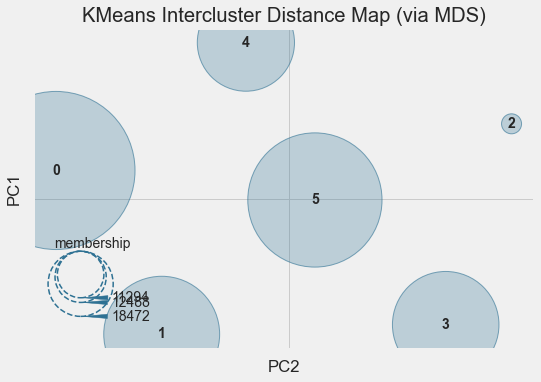 KMeans Intercluster Distance Map (via MDS)
4
2
0
5
PC1
membership
11294
12488
18472
1
3
PC2